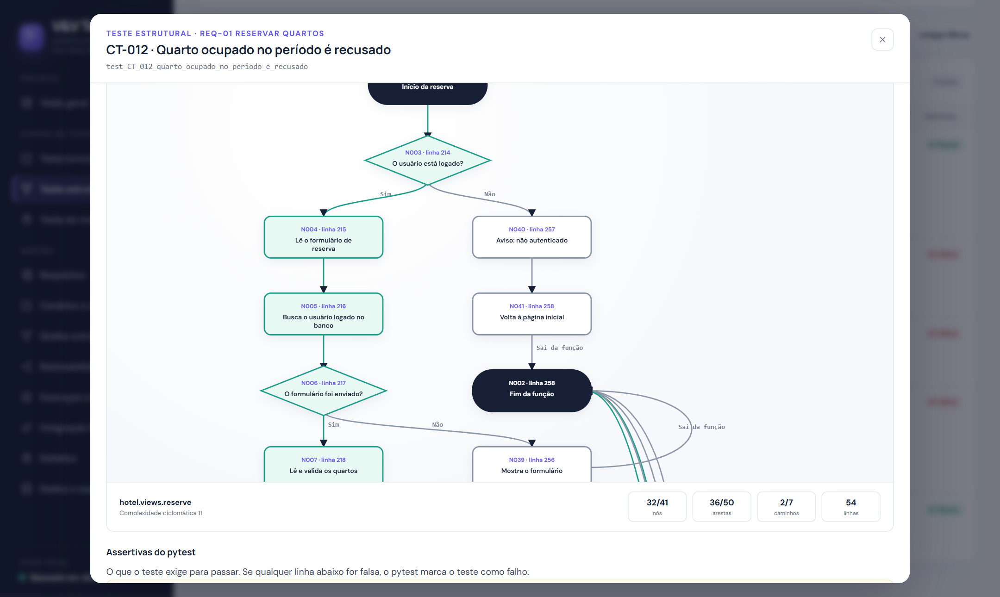 TESTE ESTRUTURAL · REQ-01 RESERVAR QUARTOS
CT-012 · Quarto ocupado no período é recusado
test_CT_012_quarto_ocupado_no_periodo_e_recusado
Início da reserva
N003 · linha 214
O usuário está logado?
Sim
Não
N004 · linha 215
Lê o formulário de
reserva
N040 · linha 257
Aviso: não autenticado
N005 · linha 216
Busca o usuário logado no
banco
N041 · linha 258
Volta à página inicial
Sai da função
N006 · linha 217
O formulário foi enviado?
N002 · linha 258
Fim da função
Sim
Não
Sai da função
N007 · linha 218
Lê e valida os quartos
N039 · linha 256
Mostra o formulário
hotel.views.reserve
Complexidade ciclomática 11
32/41
nós
36/50
arestas
2/7
caminhos
54
linhas
Assertivas do pytest
O que o teste exige para passar. Se qualquer linha abaixo for falsa, o pytest marca o teste como falho.